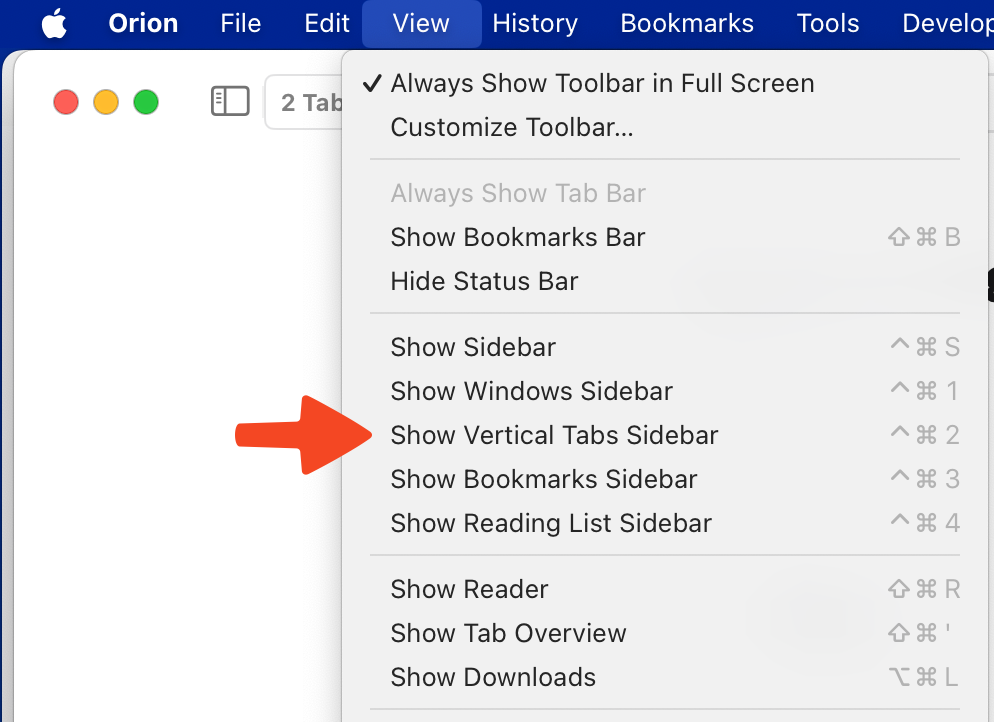 Orion File Edit View History Bookmarks Tools Develop
2 Tab
✓ Always Show Toolbar in Full Screen
Customize Toolbar...
Always Show Tab Bar
Show Bookmarks Bar ⇧⌘B
Hide Status Bar
Show Sidebar ^⌘S
Show Windows Sidebar ^⌘1
Show Vertical Tabs Sidebar ^⌘2
Show Bookmarks Sidebar ^⌘3
Show Reading List Sidebar ^⌘4
Show Reader ⇧⌘R
Show Tab Overview ⇧⌘'
Show Downloads ⌥⌘L